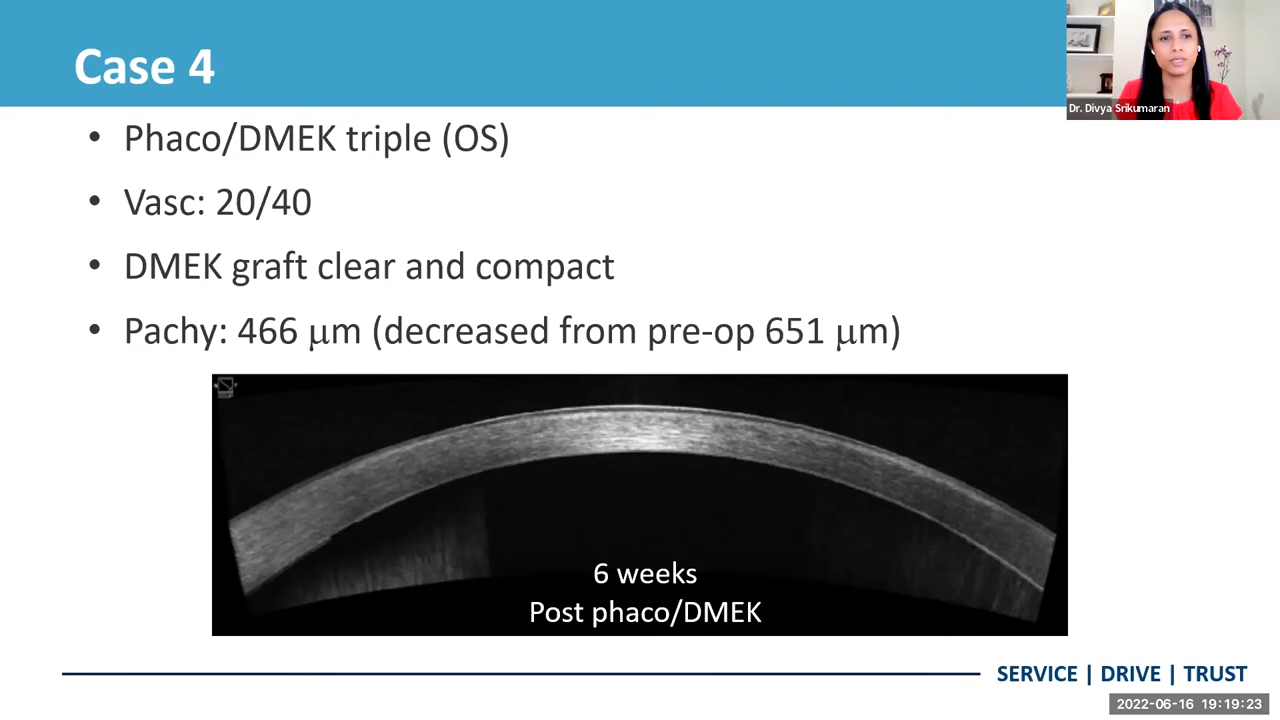 Case 4
Dr. Divya Srikumaran
• Phaco/DMEK triple (OS)
• Vasc: 20/40
• DMEK graft clear and compact
• Pachy: 466 μm (decreased from pre-op 651 μm)
6 weeks
Post phaco/DMEK
SERVICE | DRIVE | TRUST
2022-06-16 19:19:23